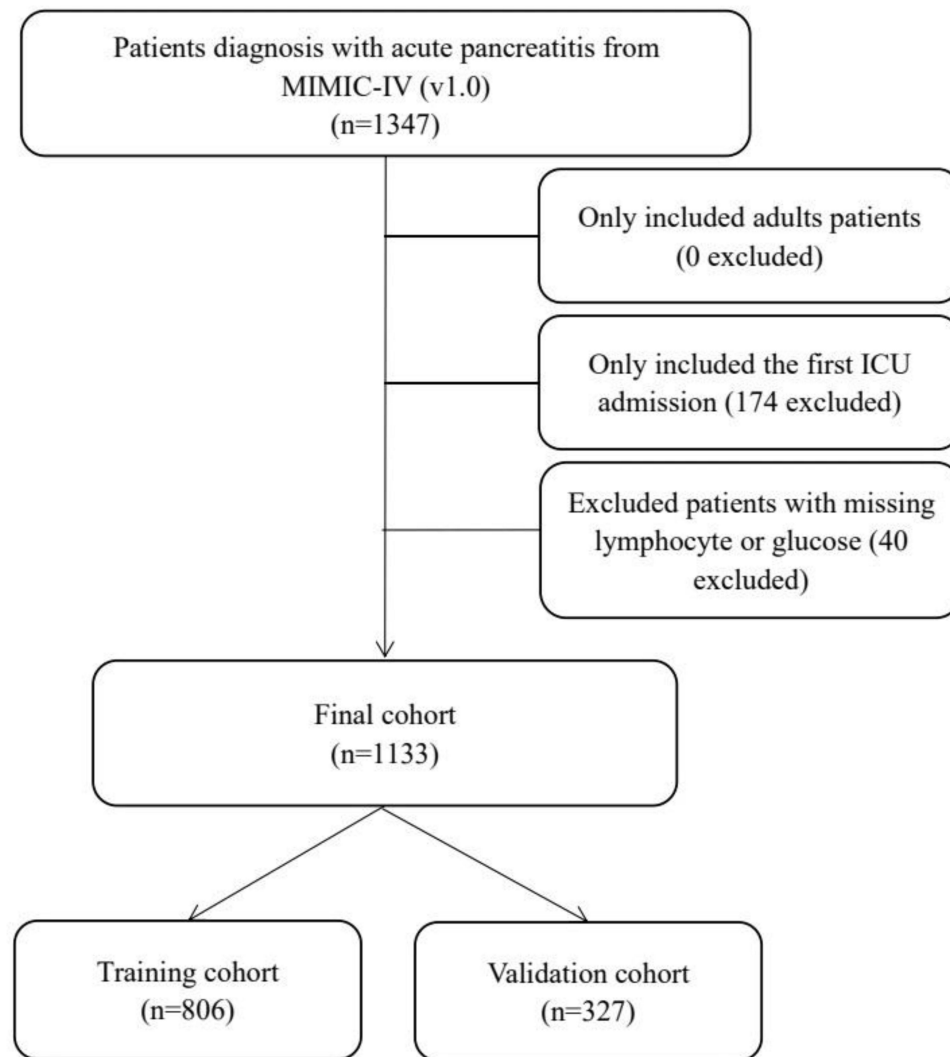 Patients diagnosis with acute pancreatitis from
MIMIC-IV (v1.0)
(n=1347)
Only included adults patients
(0 excluded)
Only included the first ICU
admission (174 excluded)
Excluded patients with missing
lymphocyte or glucose (40
excluded)
Final cohort
(n=1133)
Training cohort
(n=806)
Validation cohort
(n=327)